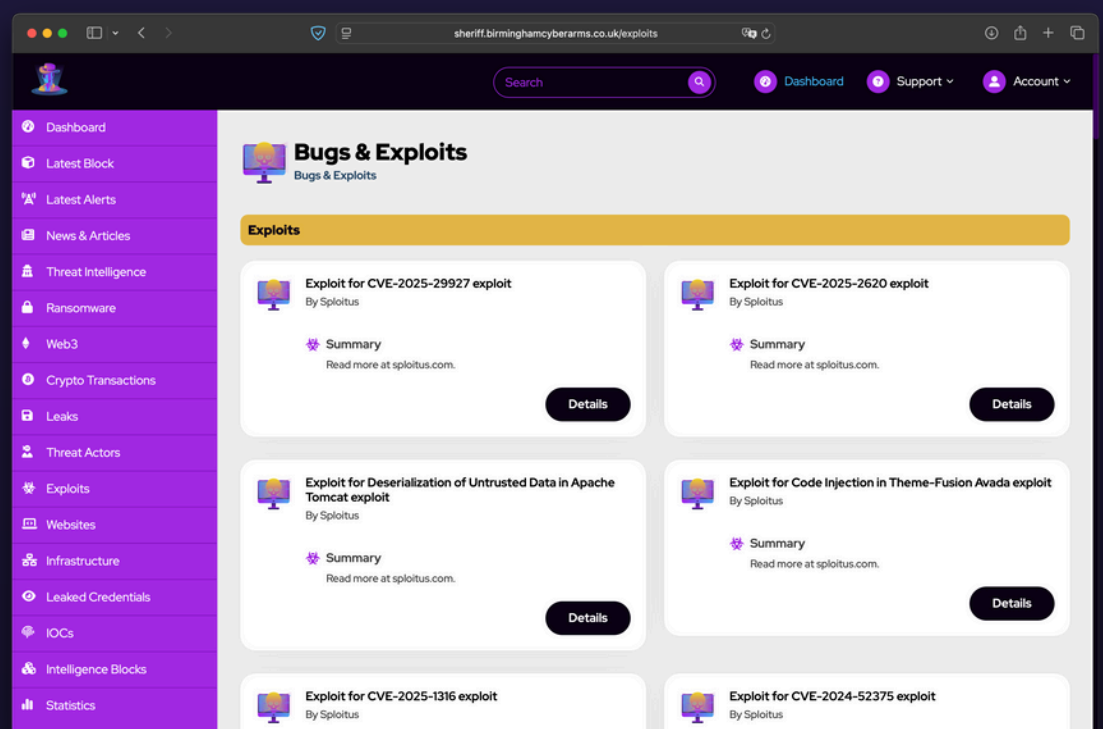 sheriff.birminghamcyberarms.co.uk/exploits
Search
Dashboard
Support
Account
Dashboard
Latest Block
Latest Alerts
News & Articles
Threat Intelligence
Ransomware
Web3
Crypto Transactions
Leaks
Threat Actors
Exploits
Websites
Infrastructure
Leaked Credentials
IOCs
Intelligence Blocks
Statistics
Bugs & Exploits
Bugs & Exploits
Exploits
Exploit for CVE-2025-29927 exploit
By Sploitus
Summary
Read more at sploitus.com.
Details
Exploit for CVE-2025-2620 exploit
By Sploitus
Summary
Read more at sploitus.com.
Details
Exploit for Deserialization of Untrusted Data in Apache
Tomcat exploit
By Sploitus
Summary
Read more at sploitus.com.
Details
Exploit for Code Injection in Theme-Fusion Avada exploit
By Sploitus
Summary
Read more at sploitus.com.
Details
Exploit for CVE-2025-1316 exploit
By Sploitus
Exploit for CVE-2024-52375 exploit
By Sploitus